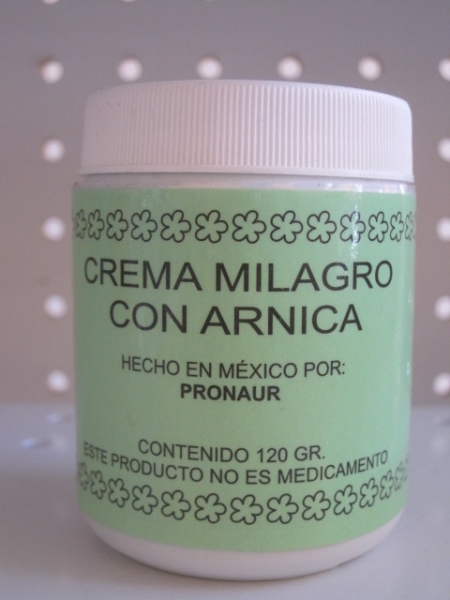 CREMA MILAGRO
CON ARNICA
HECHO EN MÉXICO POR:
PRONAUR
CONTENIDO 120 GR.
ESTE PRODUCTO NO ES MEDICAMENTO